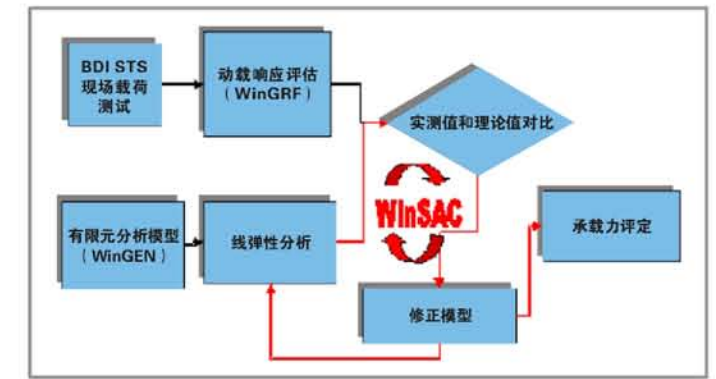 BDI STS
现场载荷
测试
动载响应评估
（WinGRF）
实测值和理论值对比
WInSAC
有限元分析模型
（WinGEN）
线弹性分析
承载力评定
修正模型